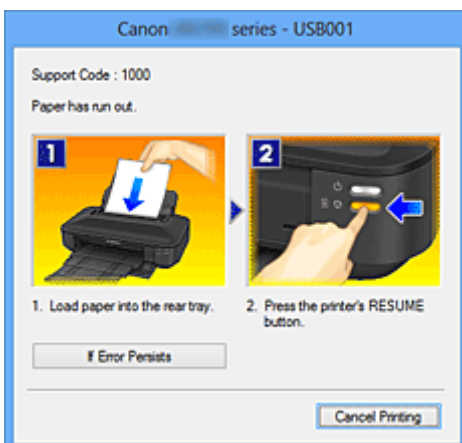 Canon series - USB001
Support Code : 1000
Paper has run out.
1
2
1. Load paper into the rear tray.
2. Press the printer's RESUME
button.
If Error Persists
Cancel Printing